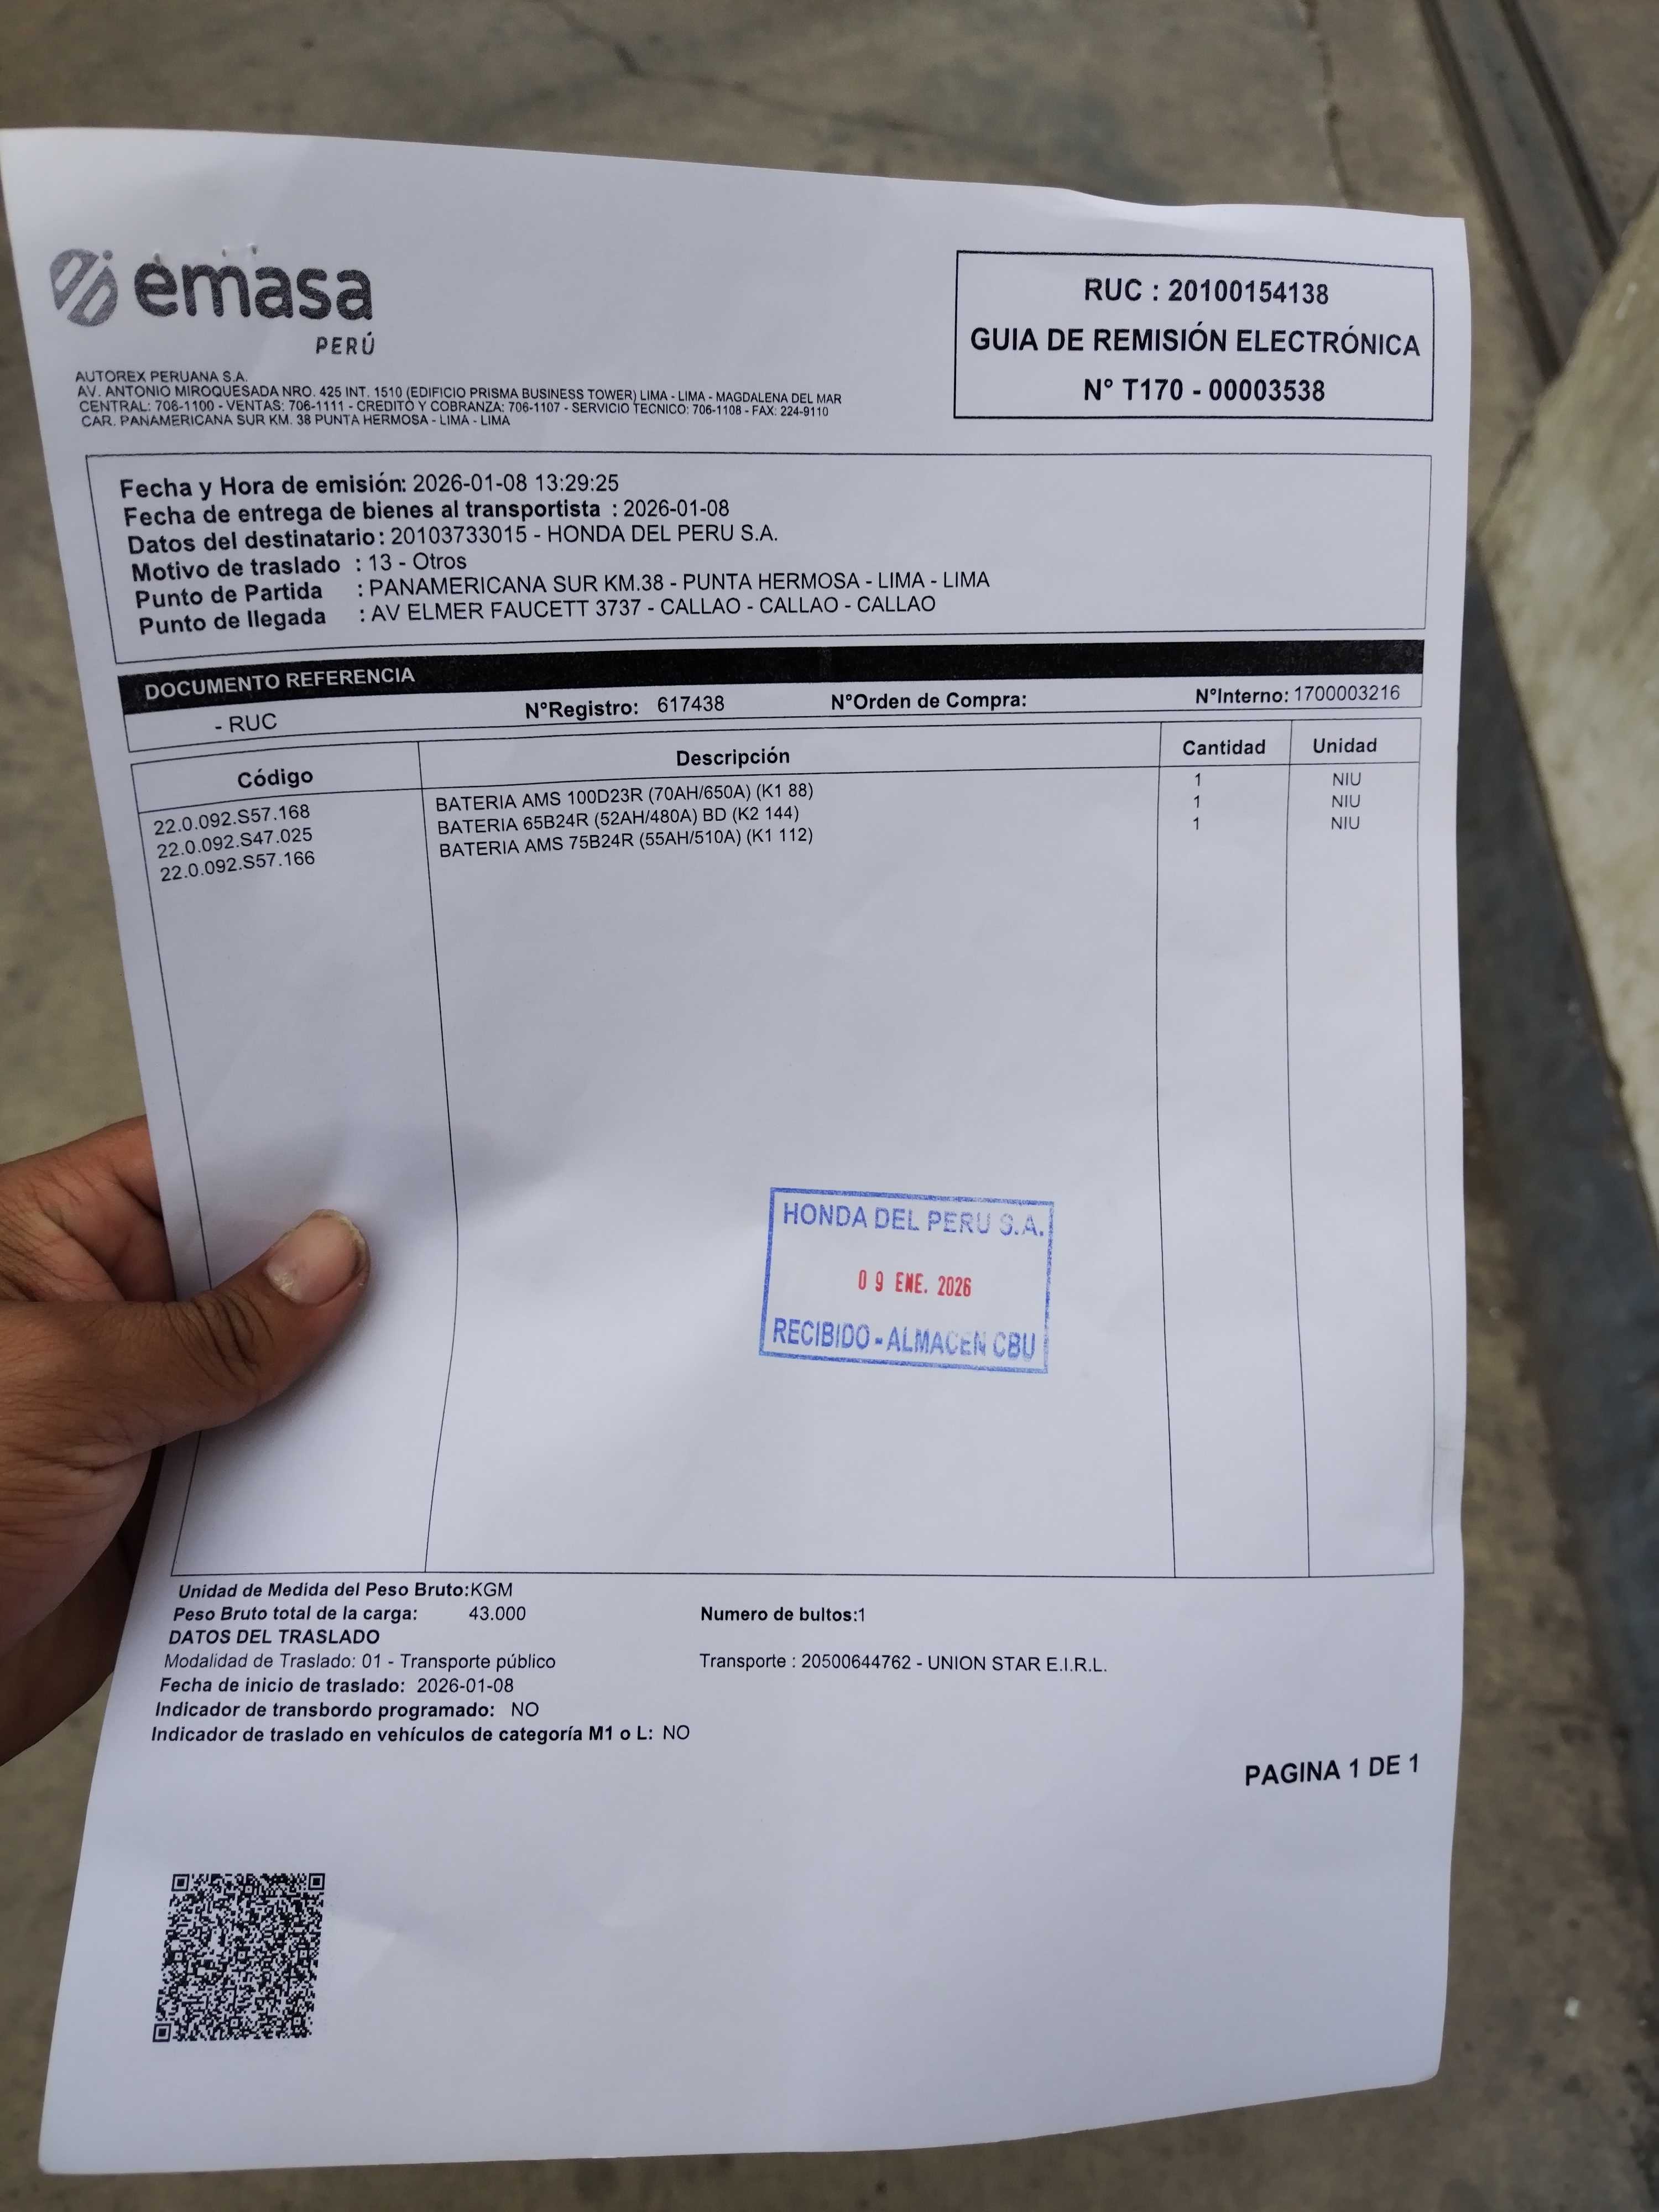 emasa
PERÚ
AUTOREX PERUANA S.A.
AV. ANTONIO MIROQUESADA NRO. 425 INT. 1510 (EDIFICIO PRISMA BUSINESS TOWER) LIMA - LIMA - MAGDALENA DEL MAR
CENTRAL: 706-1100 - VENTAS: 706-1111 - CREDITO Y COBRANZA: 706-1107 - SERVICIO TECNICO: 706-1108 - FAX: 224-9110
CAR. PANAMERICANA SUR KM. 38 PUNTA HERMOSA - LIMA - LIMA
RUC : 20100154138
GUIA DE REMISIÓN ELECTRÓNICA
N° T170 - 00003538
Fecha y Hora de emisión: 2026-01-08 13:29:25
Fecha de entrega de bienes al transportista : 2026-01-08
Datos del destinatario: 20103733015 - HONDA DEL PERU S.A.
Motivo de traslado : 13 - Otros
Punto de Partida : PANAMERICANA SUR KM.38 - PUNTA HERMOSA - LIMA - LIMA
Punto de llegada : AV ELMER FAUCETT 3737 - CALLAO - CALLAO - CALLAO
DOCUMENTO REFERENCIA
- RUC N°Registro: 617438 N°Orden de Compra: N°Interno: 1700003216
Código Descripción Cantidad Unidad
22.0.092.S57.168 BATERIA AMS 100D23R (70AH/650A) (K1 88) 1 NIU
22.0.092.S47.025 BATERIA 65B24R (52AH/480A) BD (K2 144) 1 NIU
22.0.092.S57.166 BATERIA AMS 75B24R (55AH/510A) (K1 112) 1 NIU
HONDA DEL PERU S.A.
09 ENE. 2026
RECIBIDO - ALMACEN CBU
Unidad de Medida del Peso Bruto:KGM
Peso Bruto total de la carga: 43.000 Numero de bultos:1
DATOS DEL TRASLADO
Modalidad de Traslado: 01 - Transporte público Transporte : 20500644762 - UNION STAR E.I.R.L.
Fecha de inicio de traslado: 2026-01-08
Indicador de transbordo programado: NO
Indicador de traslado en vehículos de categoría M1 o L: NO
PAGINA 1 DE 1